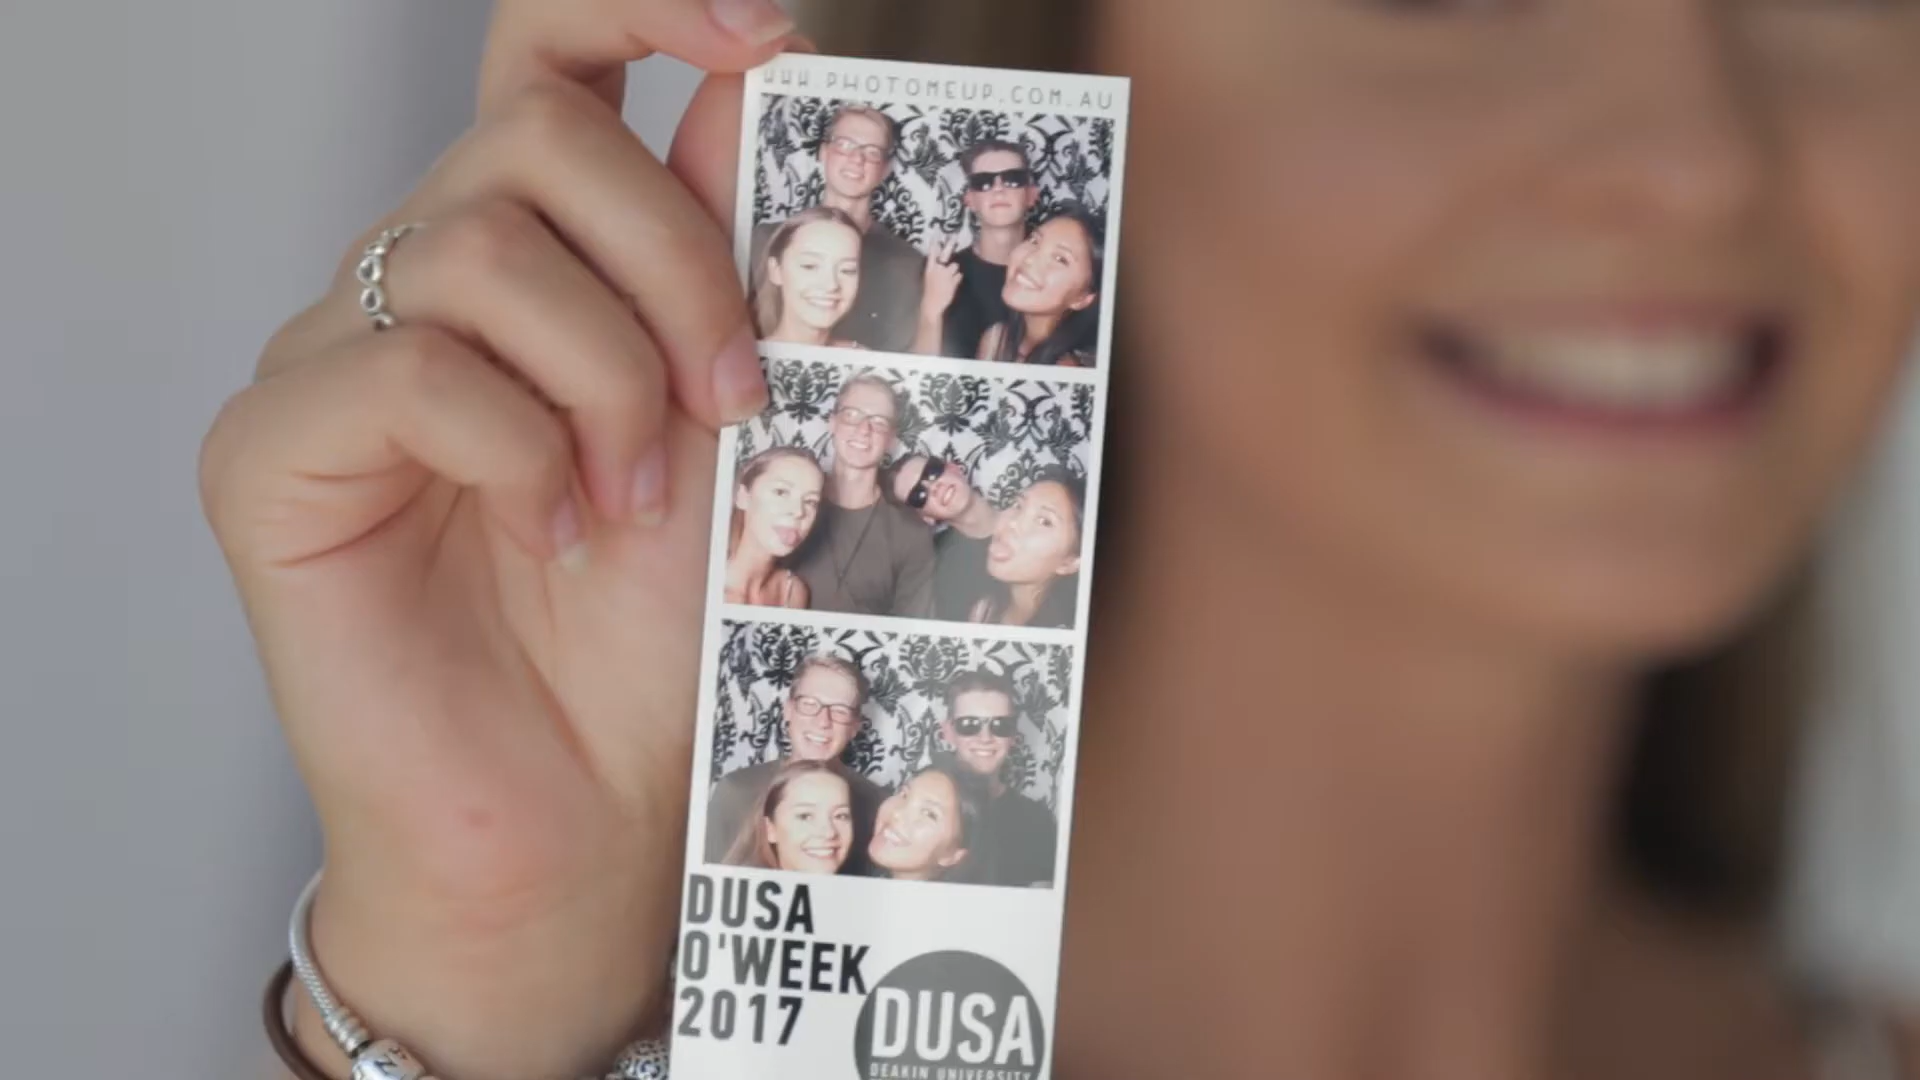 WWW.PHOTOMEUP.COM.AU
DUSA
O'WEEK
2017
DUSA
DEAKIN UNIVERSITY